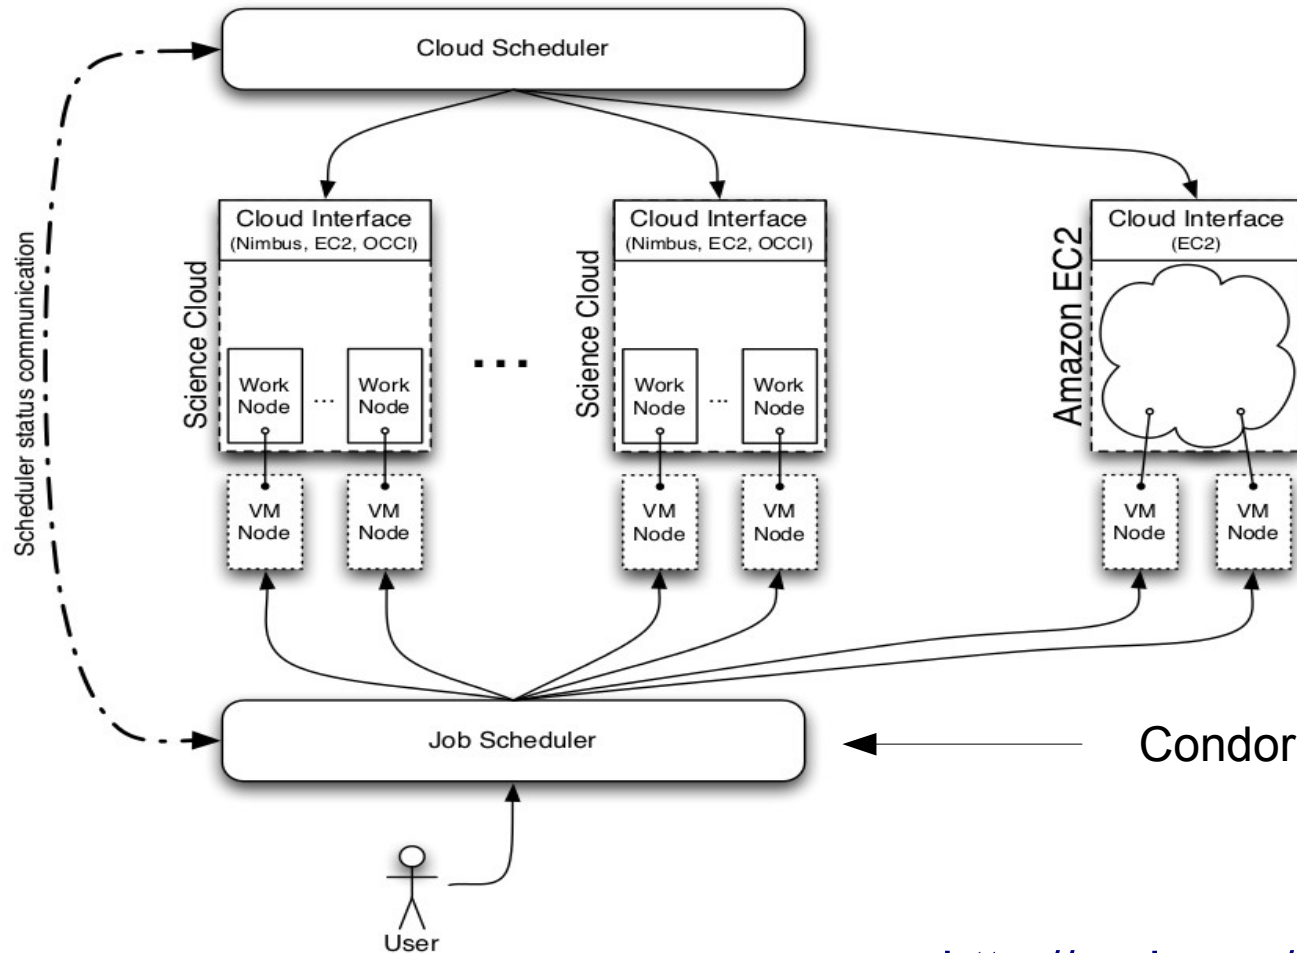 Cloud Scheduler
Scheduler status communication
Cloud Interface
(Nimbus, EC2, OCCI)
Science Cloud
Work
Node
...
Work
Node
VM
Node
VM
Node
...
Cloud Interface
(Nimbus, EC2, OCCI)
Science Cloud
Work
Node
...
Work
Node
VM
Node
VM
Node
Cloud Interface
(EC2)
Amazon EC2
VM
Node
VM
Node
Job Scheduler
Condor
User